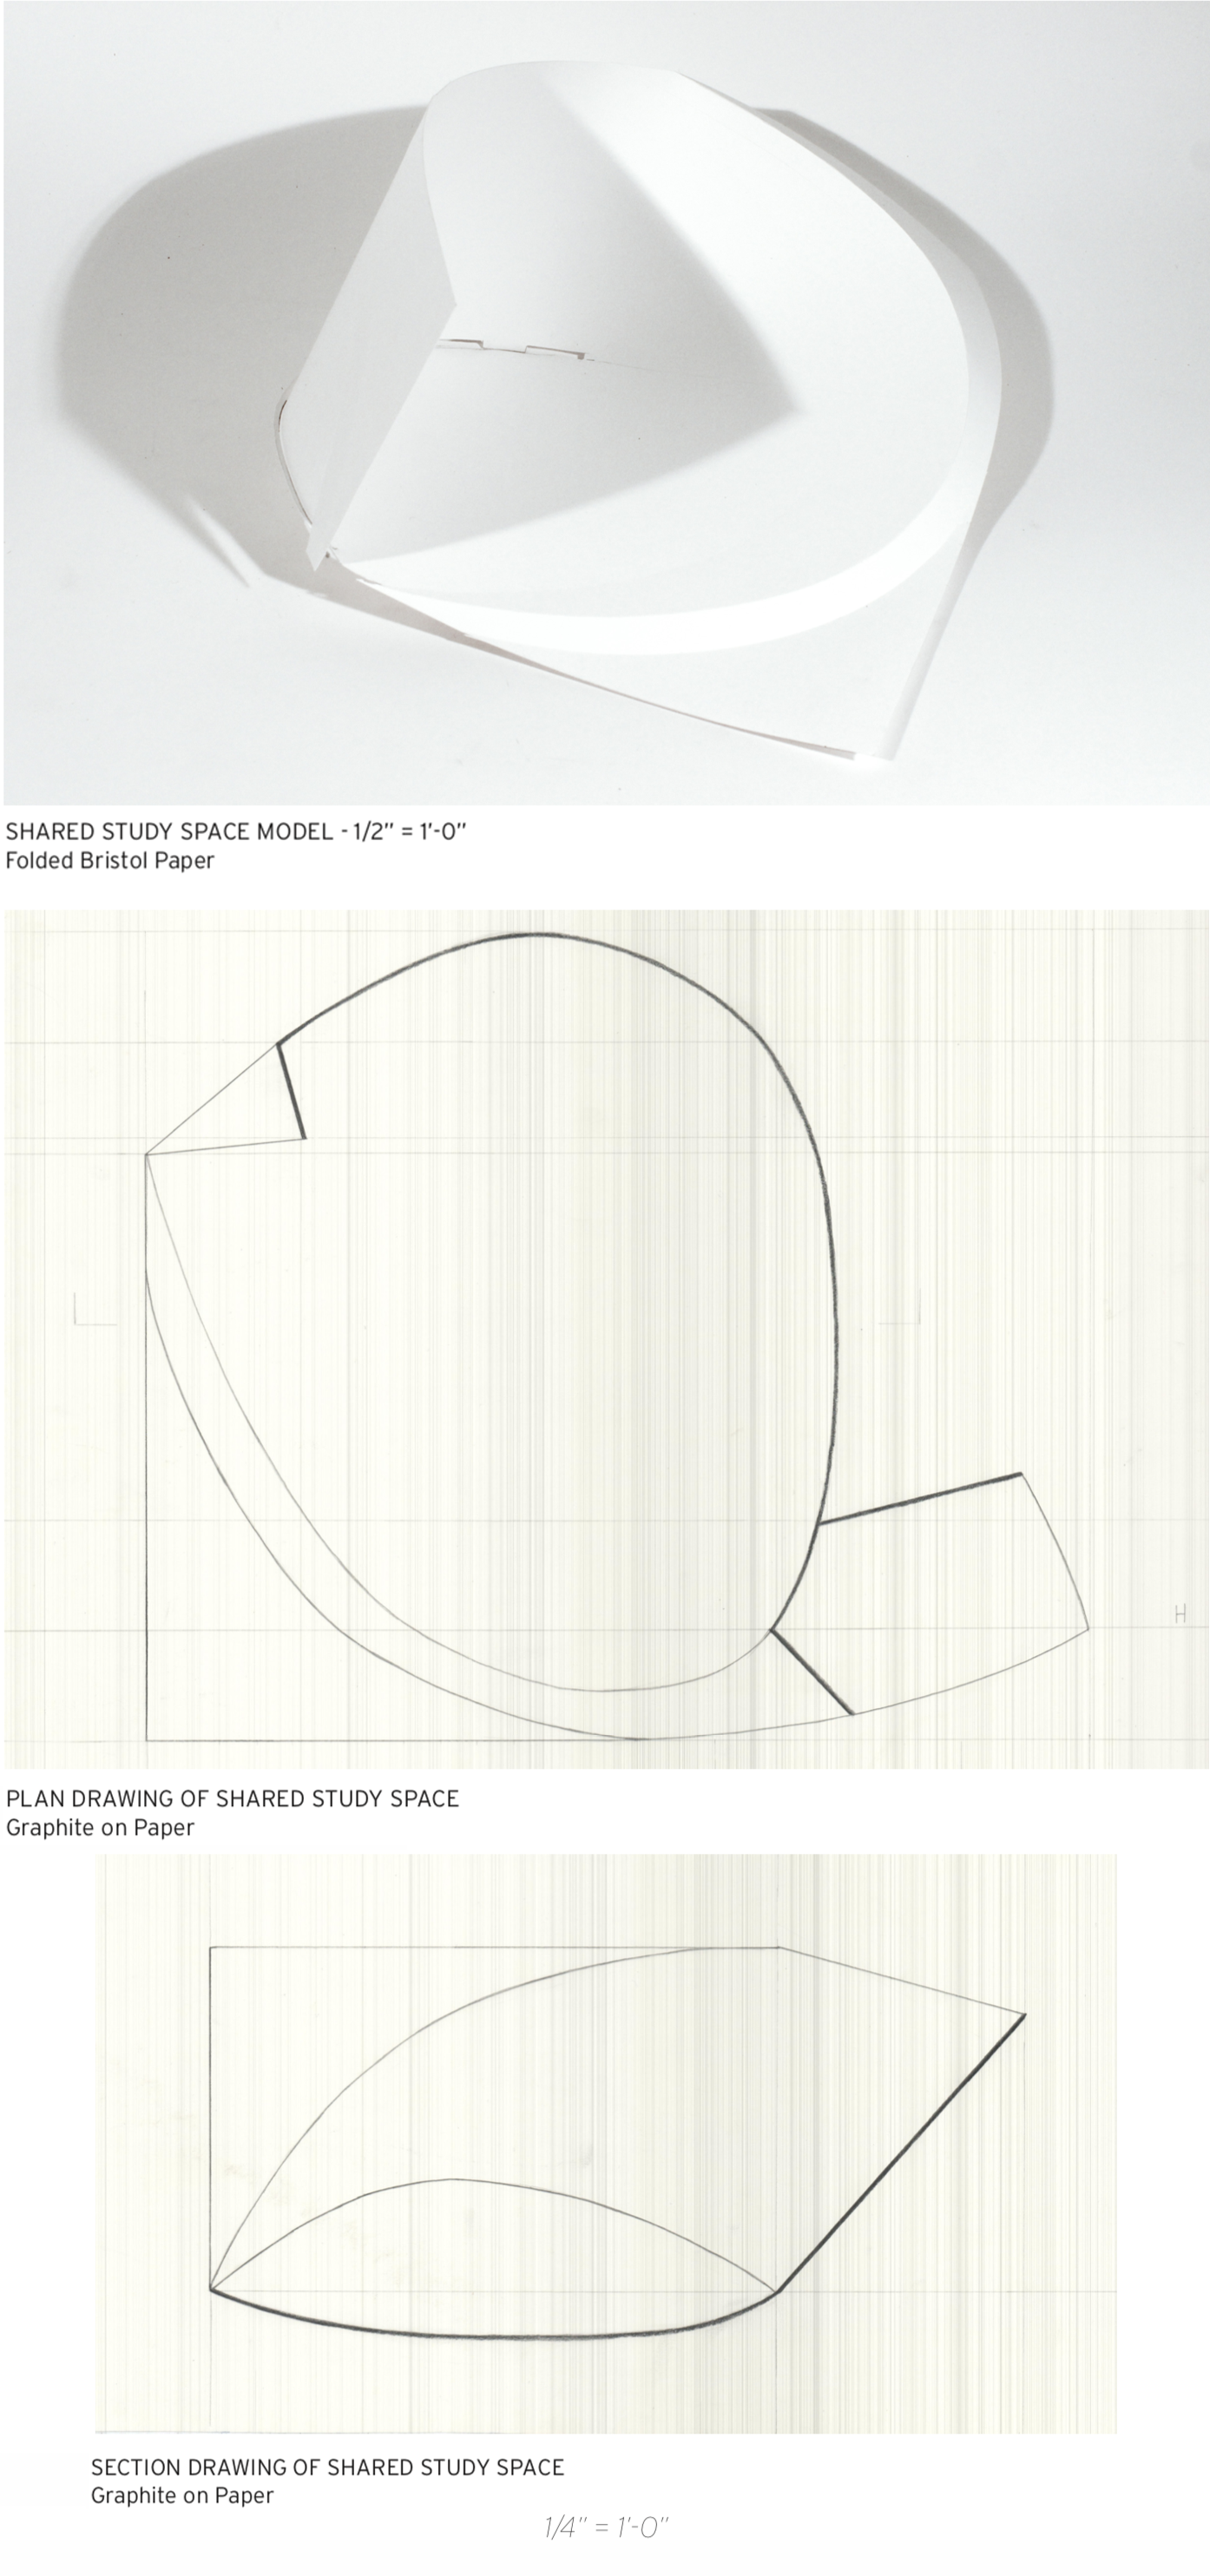 SHARED STUDY SPACE MODEL - 1/2" = 1'-0"
Folded Bristol Paper
H
PLAN DRAWING OF SHARED STUDY SPACE
Graphite on Paper
SECTION DRAWING OF SHARED STUDY SPACE
Graphite on Paper
1/4" = 1'-0"